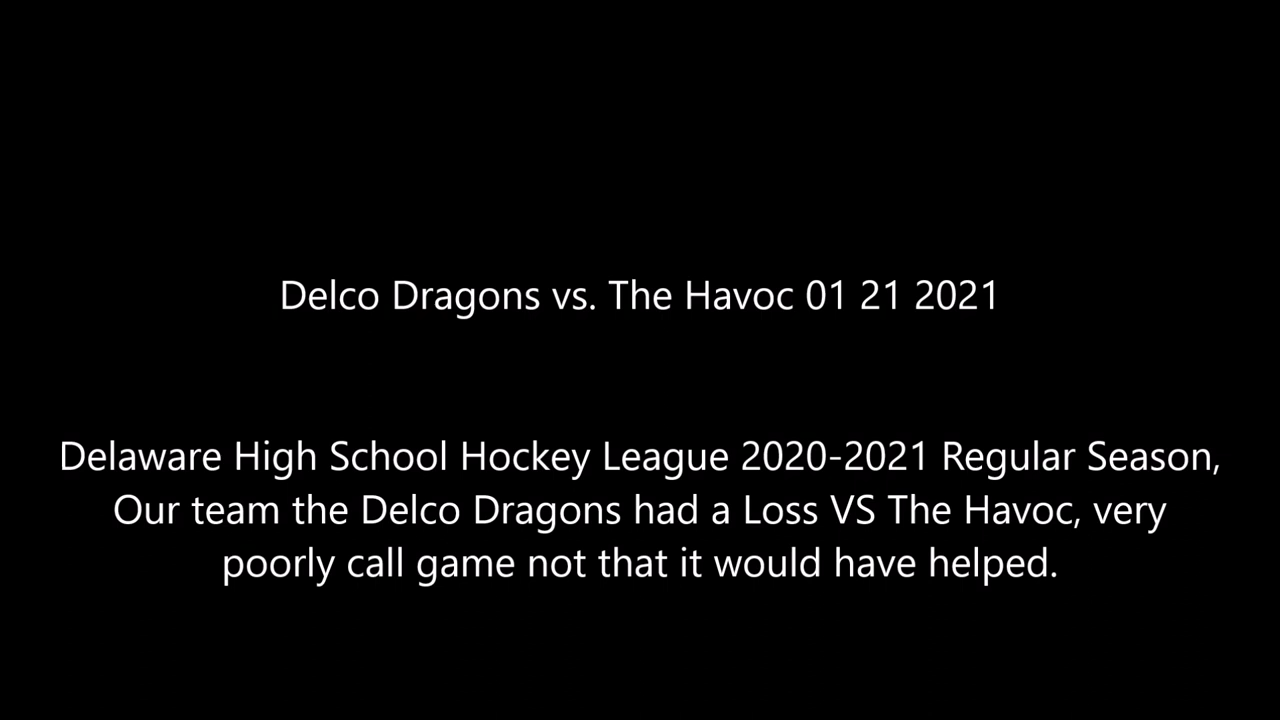 Delco Dragons vs. The Havoc 01 21 2021
Delaware High School Hockey League 2020-2021 Regular Season,
Our team the Delco Dragons had a Loss VS The Havoc, very
poorly call game not that it would have helped.